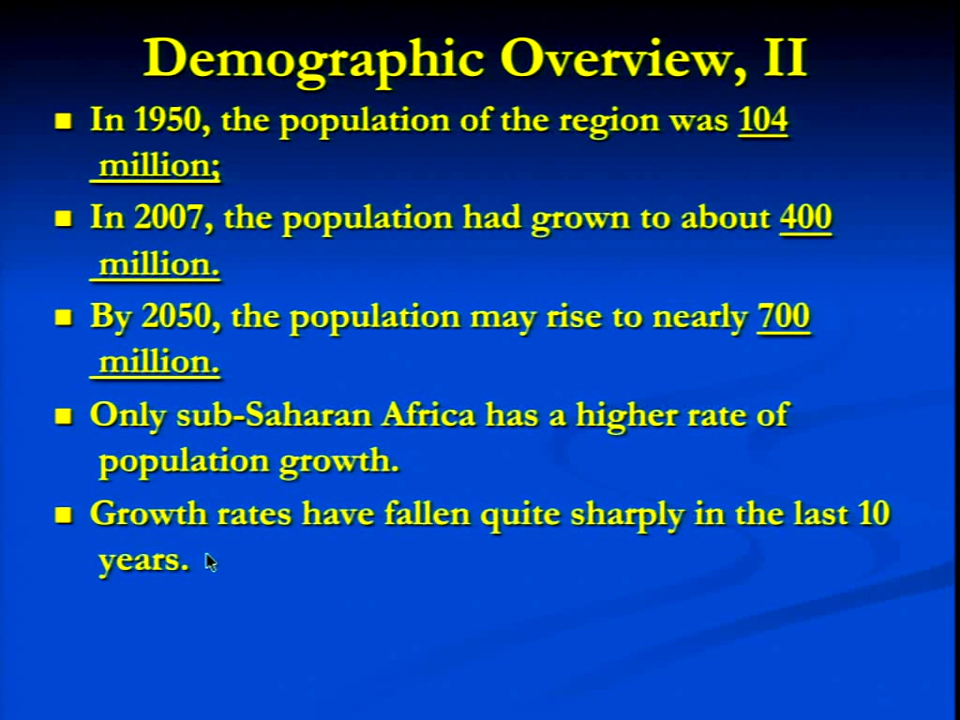 Demographic Overview, II
■ In 1950, the population of the region was 104
million;
■ In 2007, the population had grown to about 400
million.
■ By 2050, the population may rise to nearly 700
million.
■ Only sub-Saharan Africa has a higher rate of
population growth.
■ Growth rates have fallen quite sharply in the last 10
years.